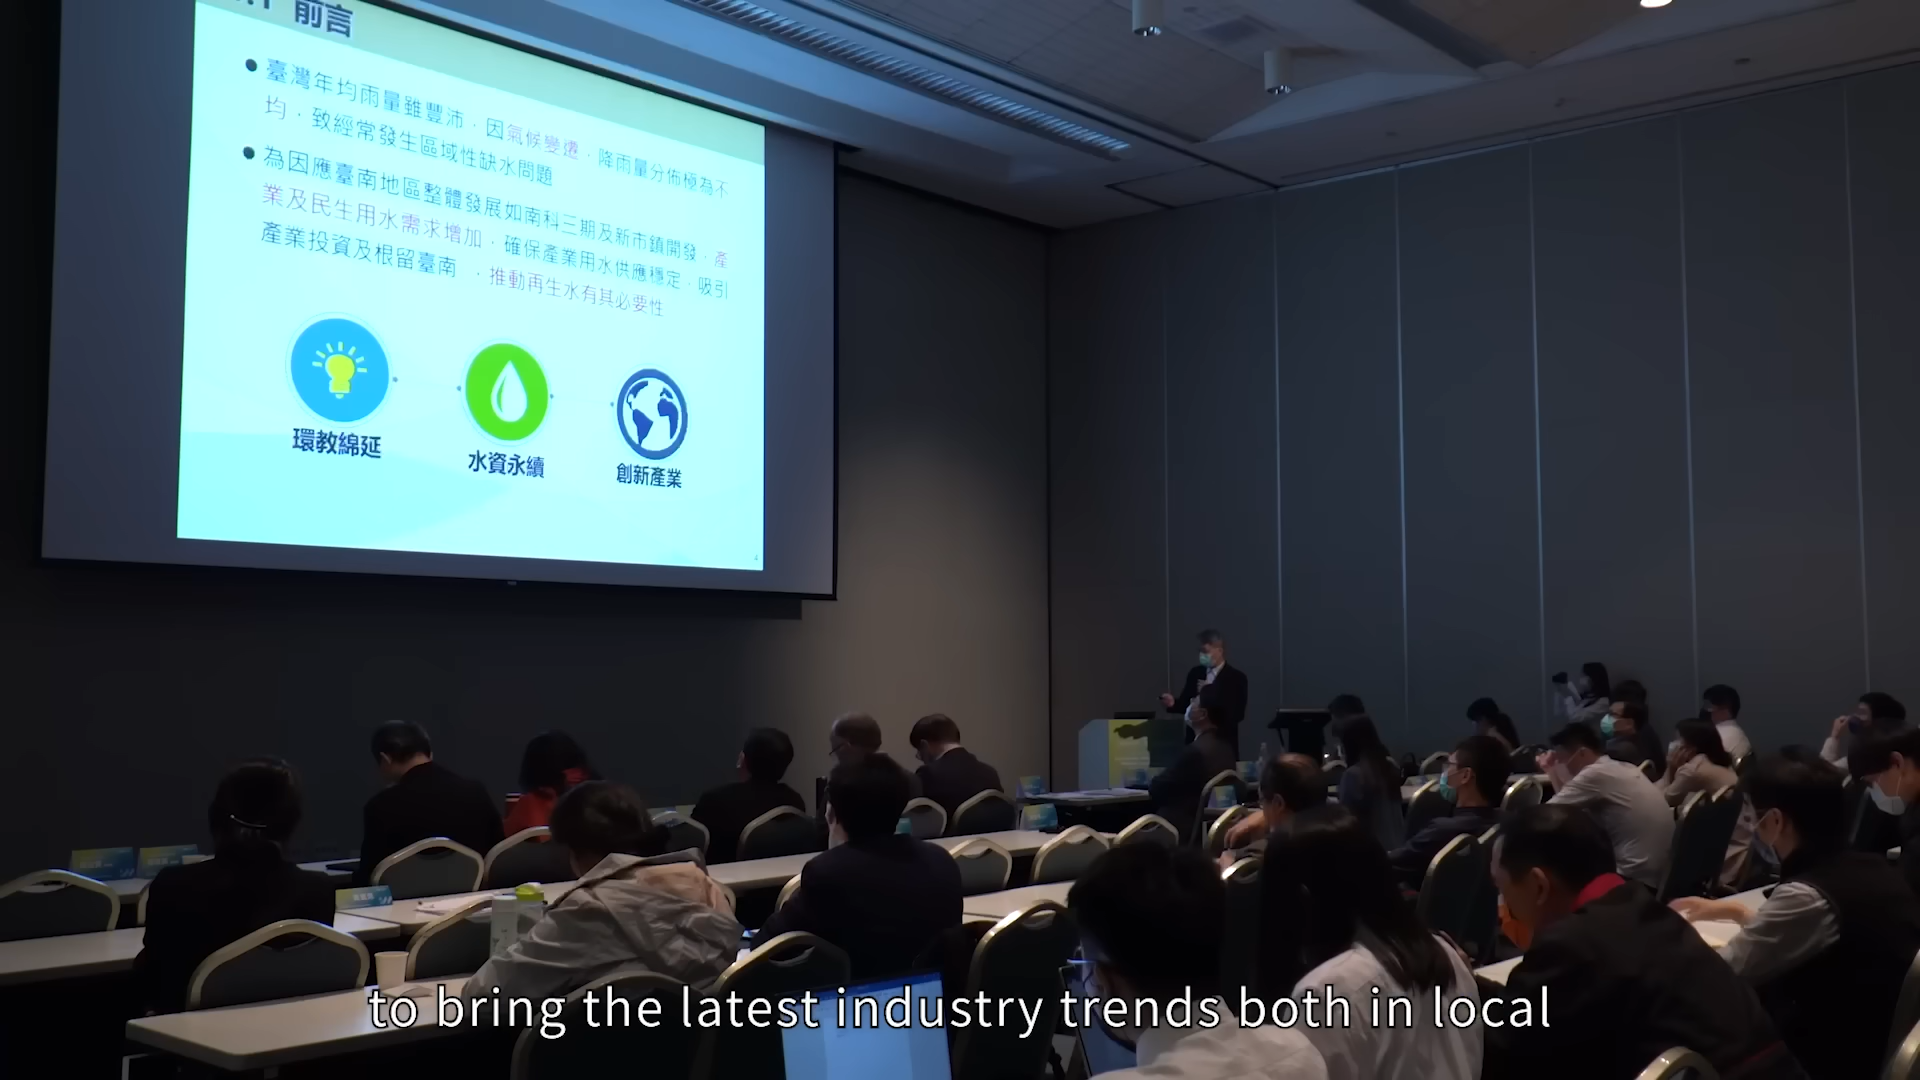 前言
臺灣年均雨量雖豐沛，因氣候變遷，降雨量分佈極為不
均，致經常發生區域性缺水問題
為因應臺南地區整體發展如南科三期及新市鎮開發，產
業及民生用水需求增加，確保產業用水供應穩定，吸引
產業投資及根留臺南，推動再生水有其必要性
環教綿延
水資永續
創新產業
to bring the latest industry trends both in local